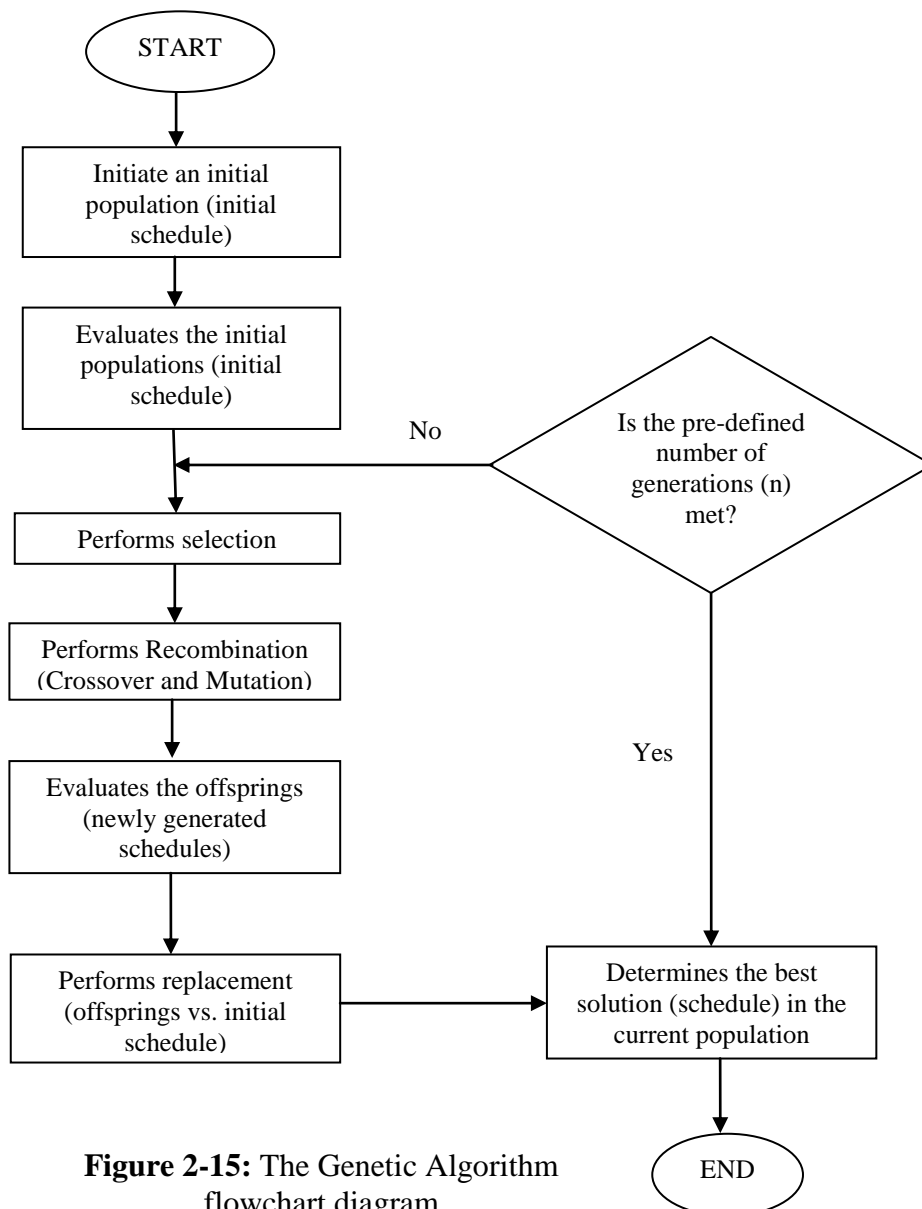 START
Initiate an initial
population (initial
schedule)
Evaluates the initial
populations (initial
schedule)
No
Is the pre-defined
number of
generations (n)
met?
Performs selection
Performs Recombination
(Crossover and Mutation)
Yes
Evaluates the offsprings
(newly generated
schedules)
Performs replacement
(offsprings vs. initial
schedule)
Determines the best
solution (schedule) in the
current population
END
Figure 2-15: The Genetic Algorithm
flowchart diagram